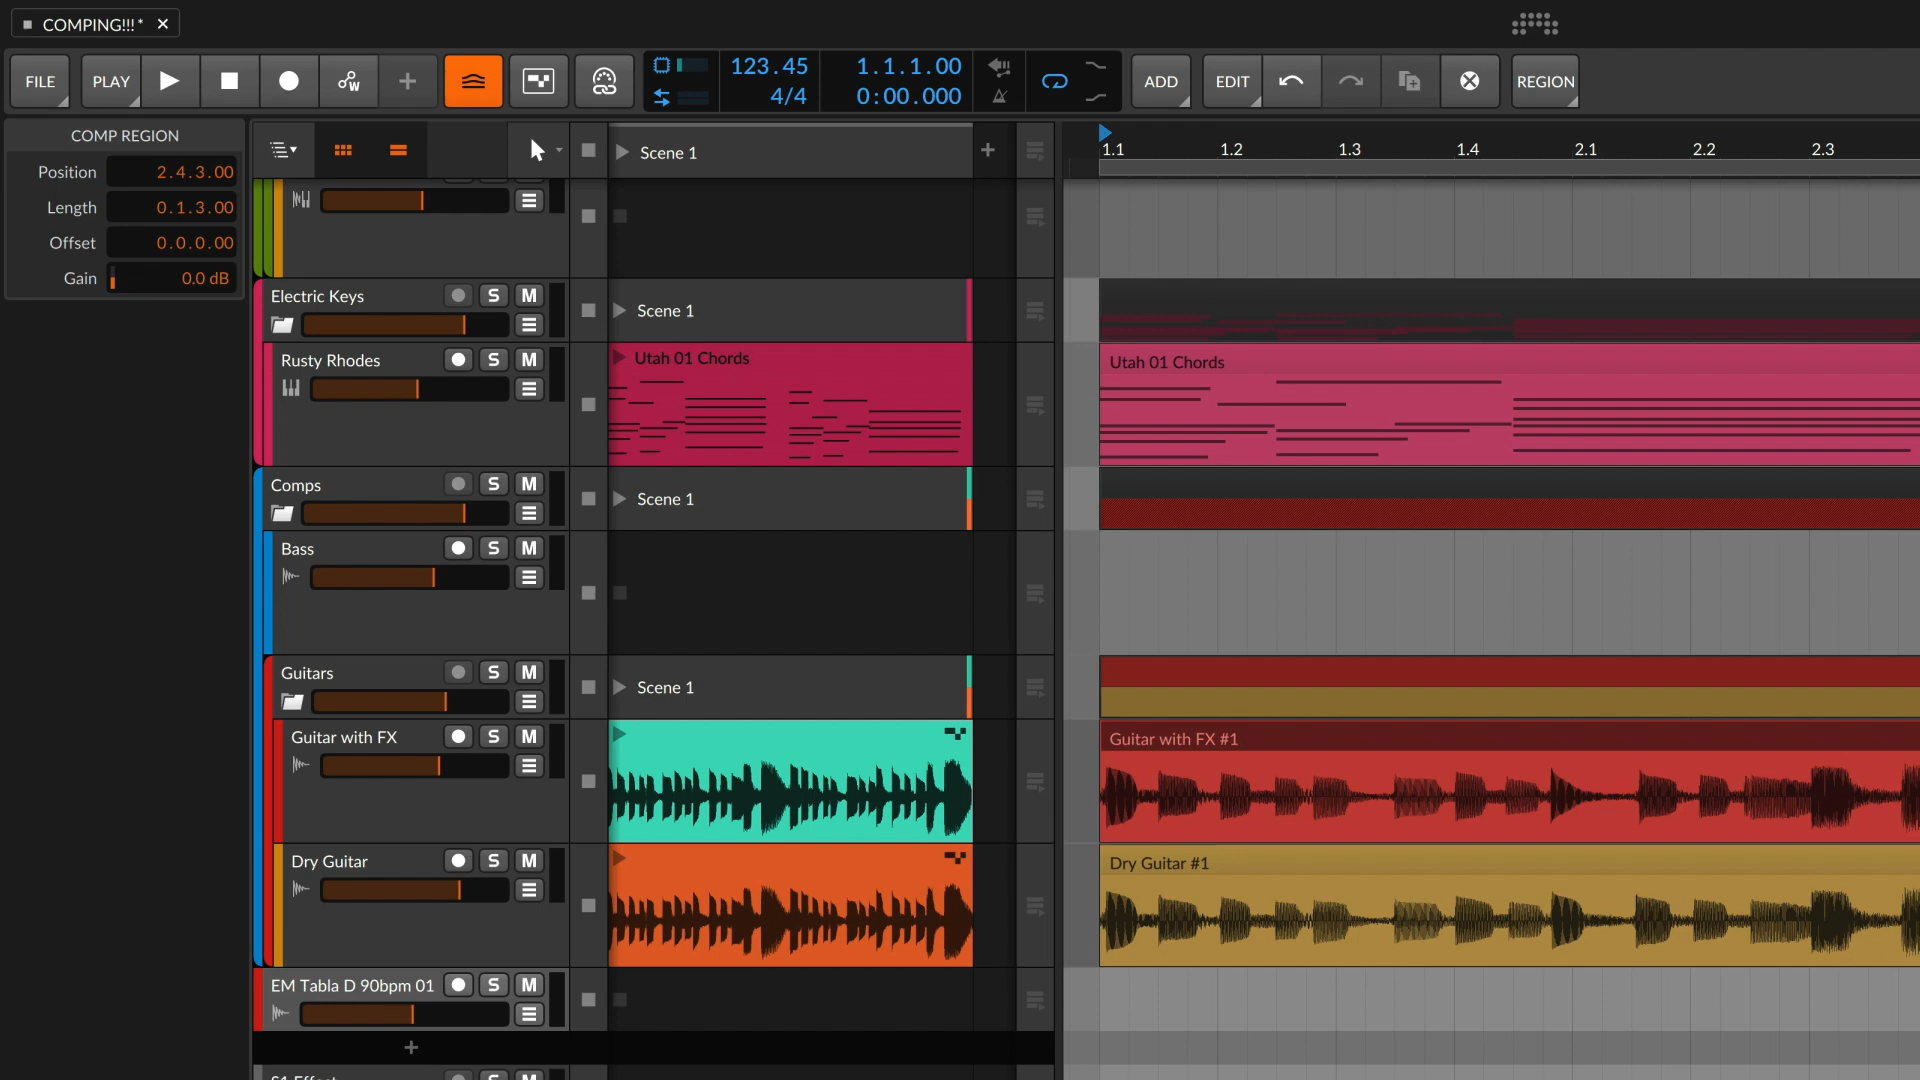 COMPING!!!*
FILE
PLAY
W
123.45
4/4
1.1.1.00
0:00.000
ADD
EDIT
REGION
COMP REGION
Position 2.4.3.00
Length 0.1.3.00
Offset 0.0.0.00
Gain 0.0 dB
Scene 1
1.1 1.2 1.3 1.4 2.1 2.2 2.3
Electric Keys S M
Scene 1
Rusty Rhodes S M
Utah 01 Chords
Utah 01 Chords
Comps S M
Scene 1
Bass S M
Guitars S M
Scene 1
Guitar with FX S M
Guitar with FX #1
Dry Guitar S M
Dry Guitar #1
EM Tabla D 90bpm 01 S M
S1 Effect S M